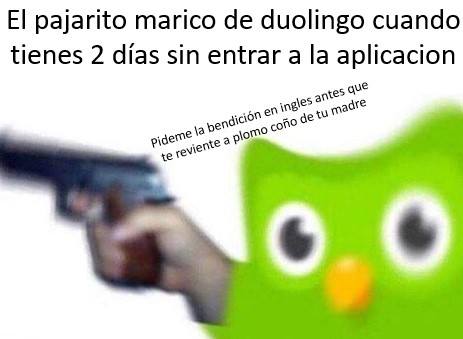 El pajarito marico de duolingo cuando
tienes 2 días sin entrar a la aplicacion
Pideme la bendición en ingles antes que
te reviente a plomo coño de tu madre